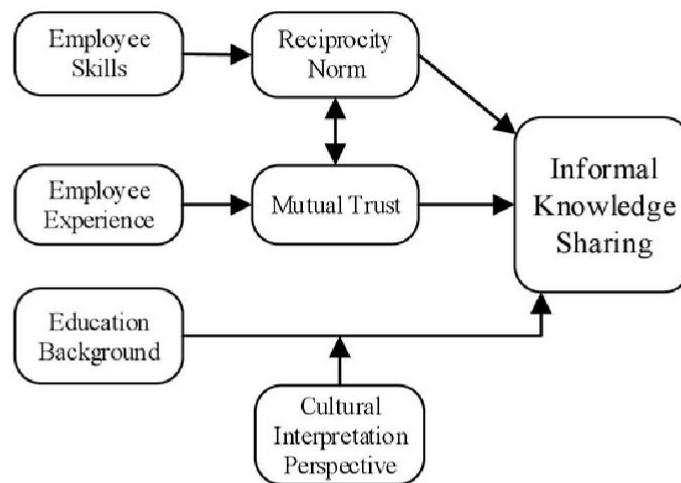 Employee
Skills
Reciprocity
Norm
Employee
Experience
Mutual Trust
Informal
Knowledge
Sharing
Education
Background
Cultural
Interpretation
Perspective